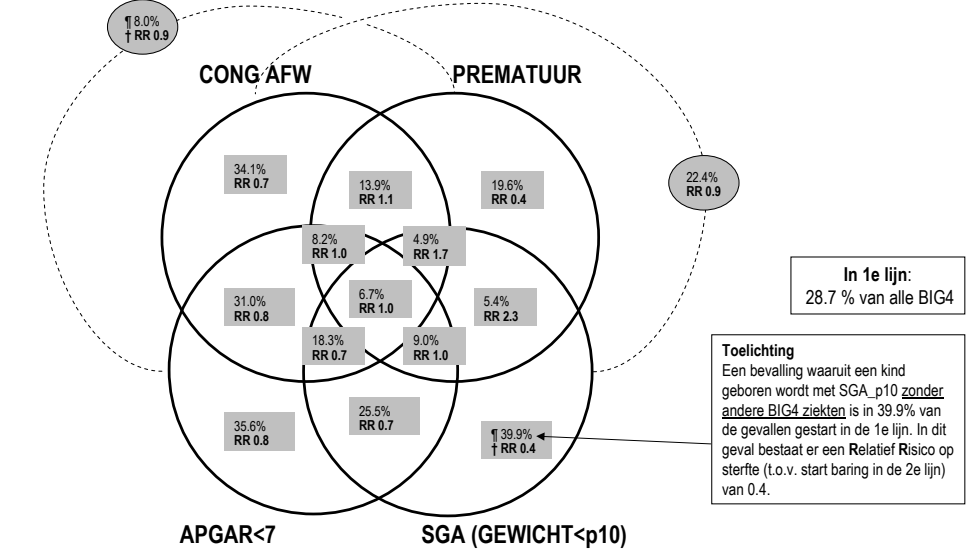 ¶ 8.0%
† RR 0.9
CONG AFW
PREMATUUR
34.1%
RR 0.7
13.9%
RR 1.1
19.6%
RR 0.4
22.4%
RR 0.9
8.2%
RR 1.0
4.9%
RR 1.7
31.0%
RR 0.8
6.7%
RR 1.0
5.4%
RR 2.3
18.3%
RR 0.7
9.0%
RR 1.0
35.6%
RR 0.8
25.5%
RR 0.7
¶ 39.9%
† RR 0.4
APGAR<7
SGA (GEWICHT<p10)
In 1e lijn:
28.7 % van alle BIG4
Toelichting
Een bevalling waaruit een kind
geboren wordt met SGA_p10 zonder
andere BIG4 ziekten is in 39.9% van
de gevallen gestart in de 1e lijn. In dit
geval bestaat er een Relatief Risico op
sterfte (t.o.v. start baring in de 2e lijn)
van 0.4.